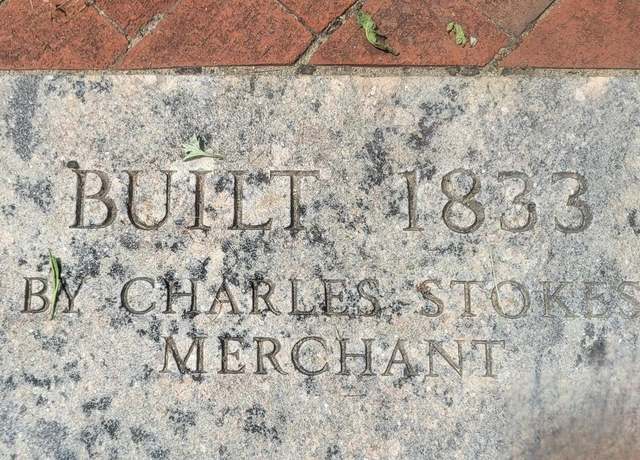 BUILT 1833
BY CHARLES STOKES
MERCHANT